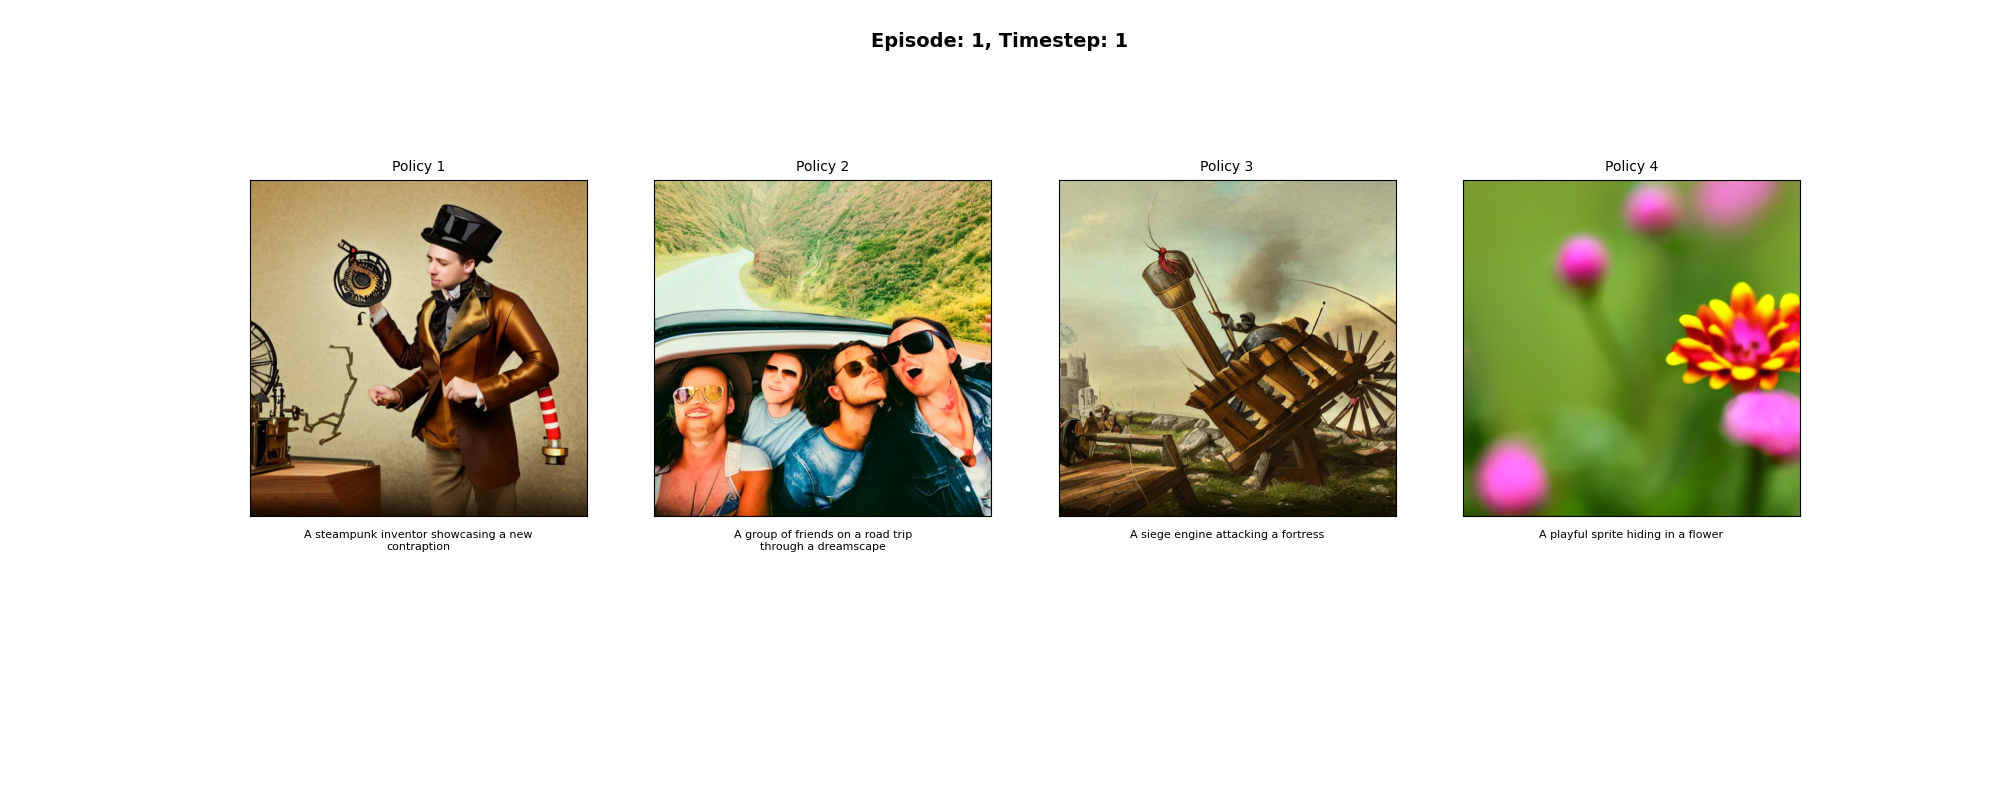 Episode: 1, Timestep: 1
Policy 1
Policy 2
Policy 3
Policy 4
A steampunk inventor showcasing a new
contraption
A group of friends on a road trip
through a dreamscape
A siege engine attacking a fortress
A playful sprite hiding in a flower